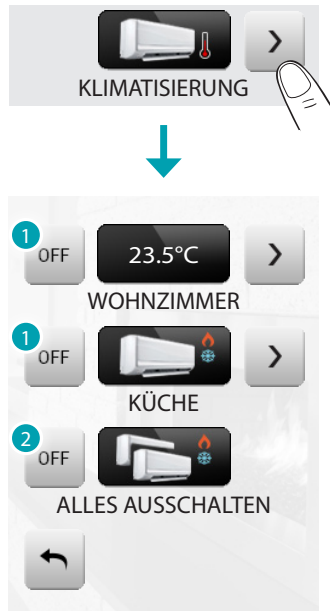 KLIMATISIERUNG
1
OFF 23.5°C
WOHNZIMMER
1
OFF
KÜCHE
2
OFF
ALLES AUSSCHALTEN